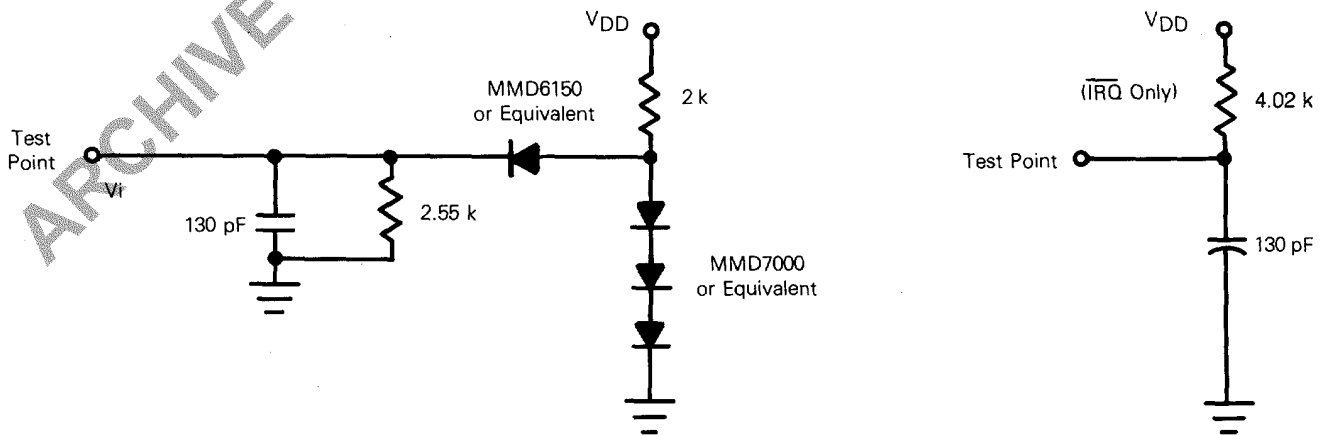 ARCHIVE
VDD
MMD6150
or Equivalent
2 k
Test
Point
Vi
130 pF
2.55 k
MMD7000
or Equivalent
VDD
(IRQ Only)
4.02 k
Test Point
130 pF